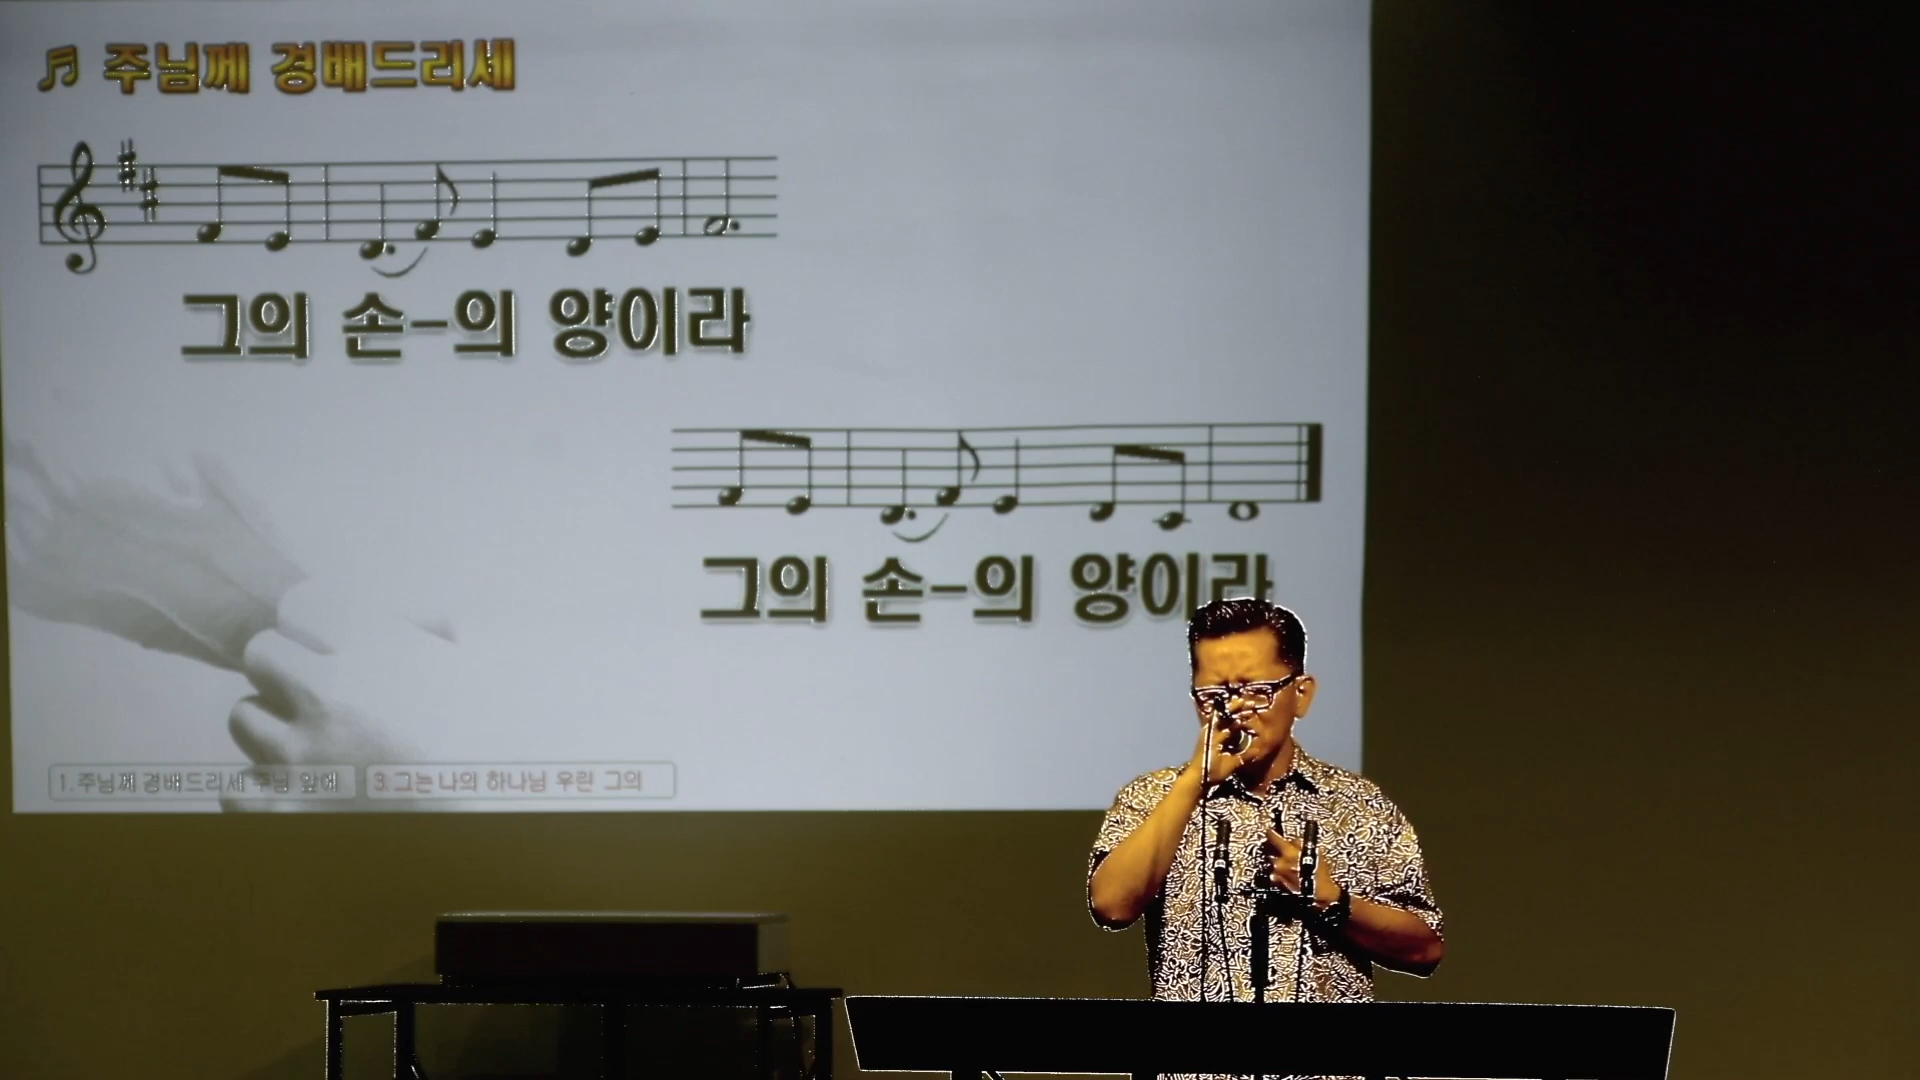 주님께 경배드리세
그의 손-의 양이라
그의 손-의 양이라
1.주님께 경배드리세 주님 앞에
3.그는 나의 하나님 우린 그의